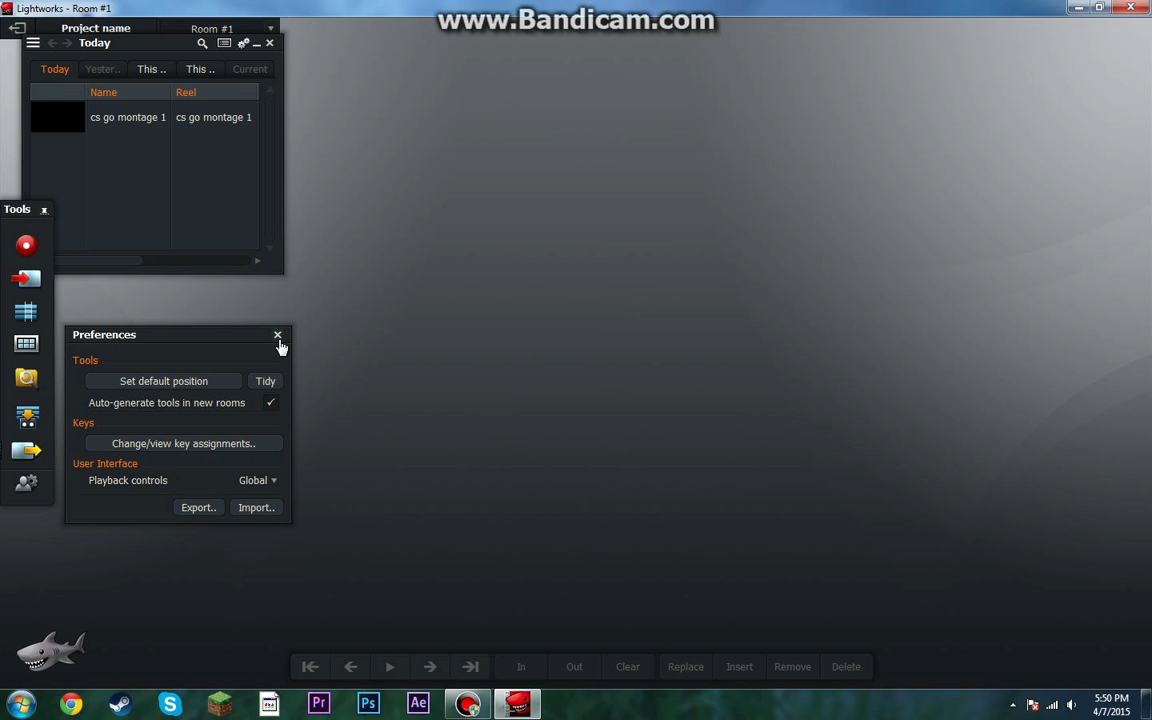 Lightworks - Room #1
www.Bandicam.com
Project name
Room #1
Today
Today
Yester..
This ..
This ..
Current
Name
Reel
cs go montage 1
cs go montage 1
Tools
Preferences
Tools
Set default position
Tidy
Auto-generate tools in new rooms
Keys
Change/view key assignments..
User Interface
Playback controls
Global
Export..
Import..
In
Out
Clear
Replace
Insert
Remove
Delete
Pr
Ps
Ae
5:50 PM
4/7/2015